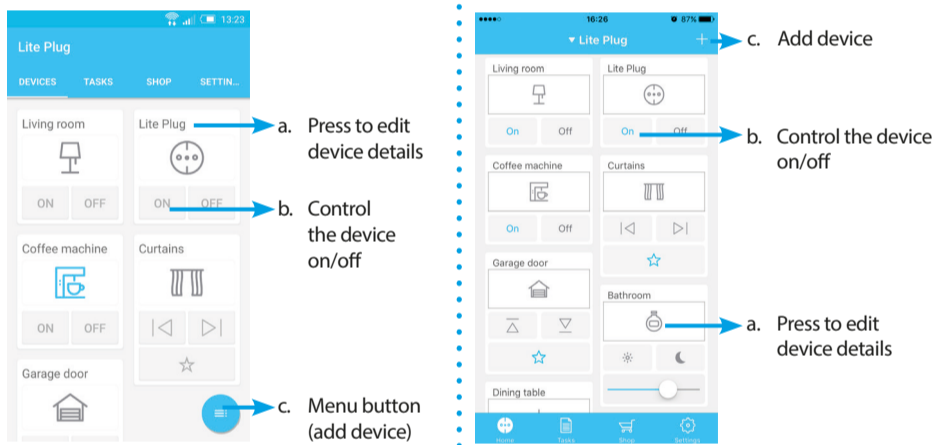 13:23
Lite Plug
DEVICES TASKS SHOP SETTIN...
Living room
Lite Plug
ON OFF
ON OFF
Coffee machine
Curtains
ON OFF
Garage door
a. Press to edit
device details
b. Control
the device
on/off
c. Menu button
(add device)
16:26
87%
Lite Plug
Living room
Lite Plug
On Off
On Off
Coffee machine
Curtains
On Off
Garage door
Bathroom
Dining table
Home Tasks Shop Settings
c. Add device
b. Control the device
on/off
a. Press to edit
device details